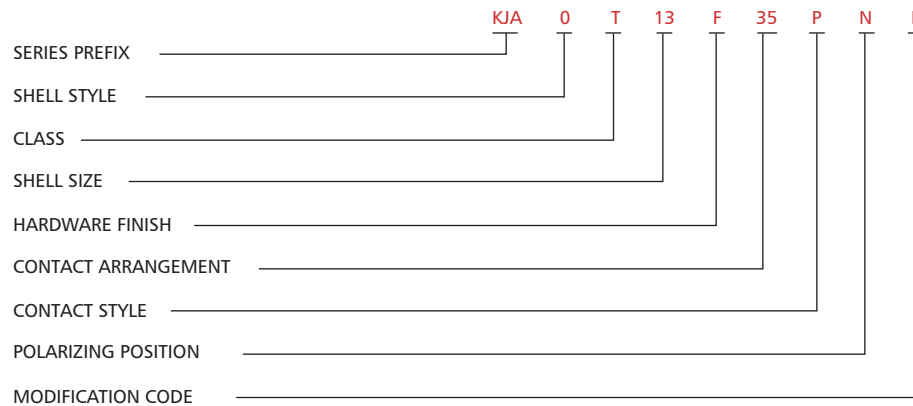 KJA 0 T 13 F 35 P N
SERIES PREFIX
SHELL STYLE
CLASS
SHELL SIZE
HARDWARE FINISH
CONTACT ARRANGEMENT
CONTACT STYLE
POLARIZING POSITION
MODIFICATION CODE